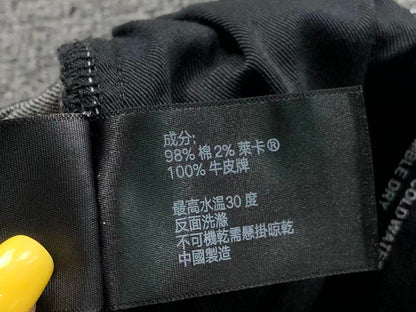 成分:
98% 棉 2% 萊卡®
100% 牛皮牌
最高水温30 度
反面洗滌
不可機乾需懸掛晾乾
中國製造